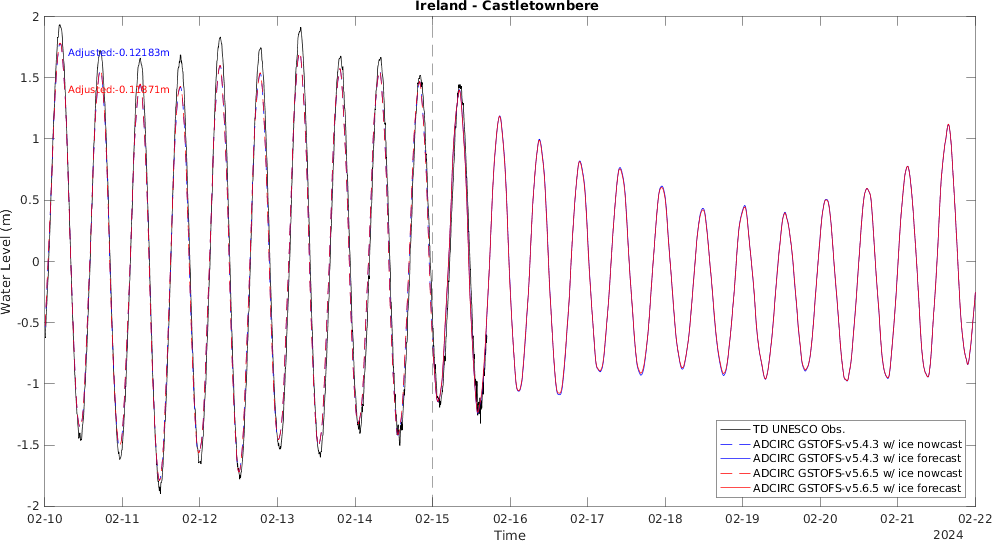 Ireland - Castletownbere
Water Level (m)
2
1.5
1
0.5
0
-0.5
-1
-1.5
-2
Adjusted:-0.12183m
Adjusted:-0.11871m
TD UNESCO Obs.
ADCIRC GSTOFS-v5.4.3 w/ ice nowcast
ADCIRC GSTOFS-v5.4.3 w/ ice forecast
ADCIRC GSTOFS-v5.6.5 w/ ice nowcast
ADCIRC GSTOFS-v5.6.5 w/ ice forecast
02-10 02-11 02-12 02-13 02-14 02-15 02-16 02-17 02-18 02-19 02-20 02-21 02-22
Time
2024